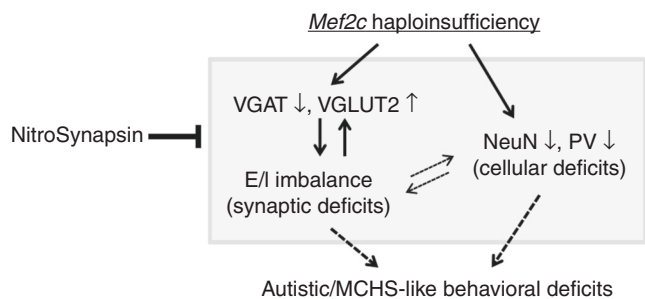 Mef2c haploinsufficiency
VGAT ↓, VGLUT2 ↑
NitroSynapsin
NeuN ↓, PV ↓
(cellular deficits)
E/I imbalance
(synaptic deficits)
Autistic/MCHS-like behavioral deficits